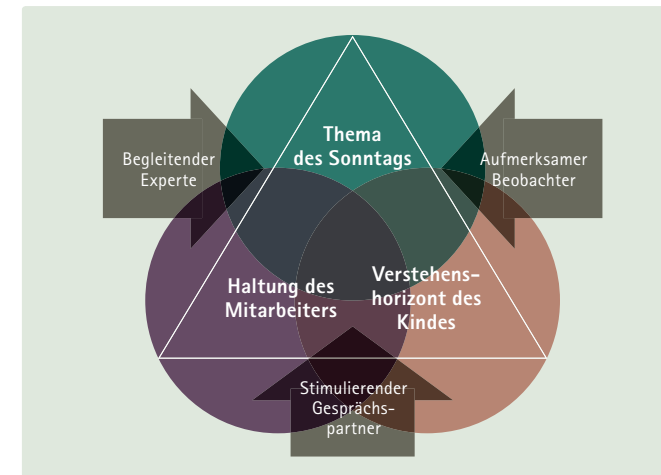 Thema
des Sonntags
Begleitender
Experte
Aufmerksamer
Beobachter
Haltung des
Mitarbeiters
Verstehens-
horizont des
Kindes
Stimulierender
Gesprächs-
partner